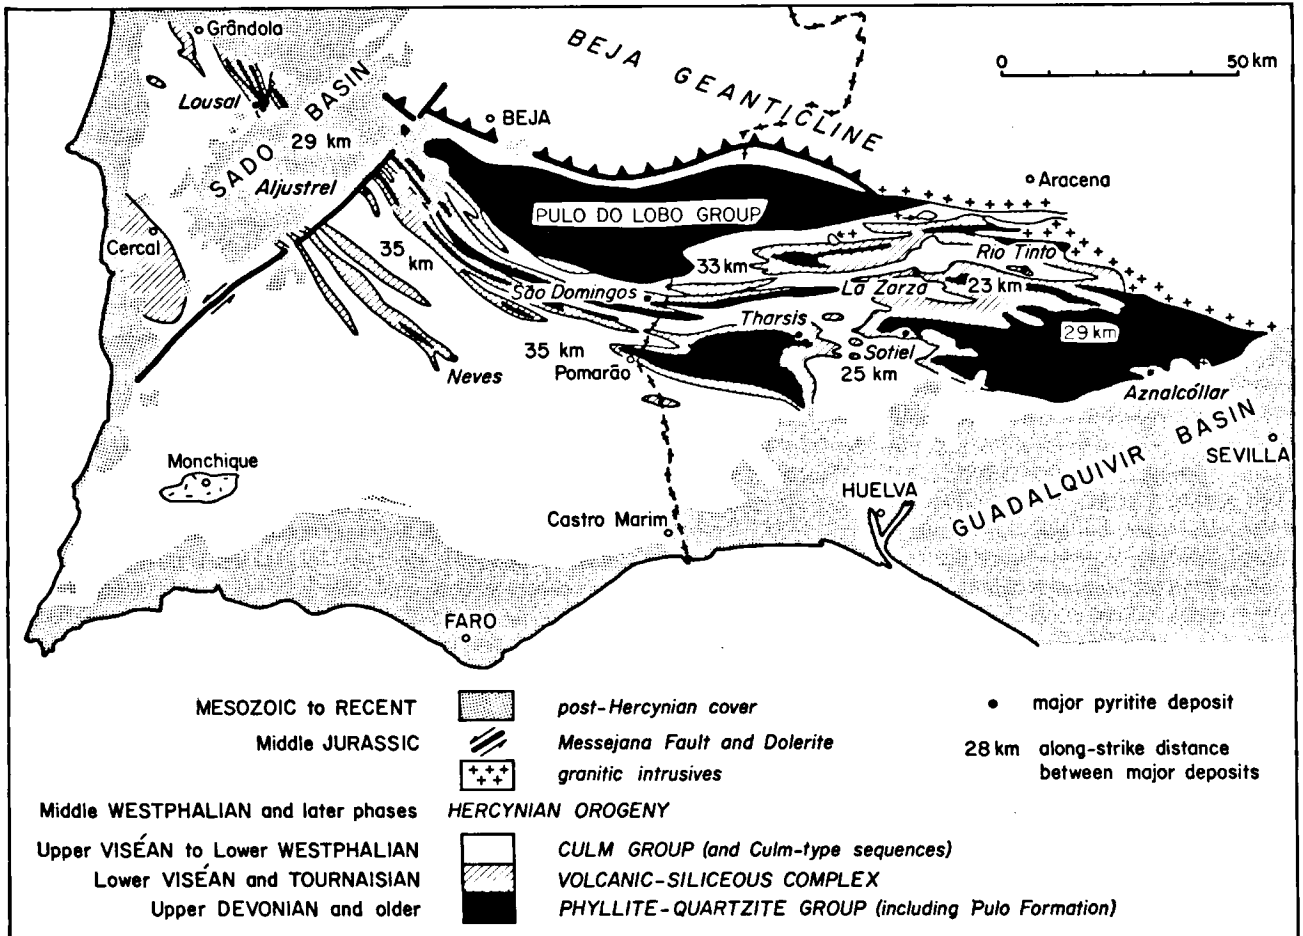 Grândola
Lousal
SADO BASIN
29 km
Aljustrel
BEJA GEANTICLINE
0 50 km
BEJA
Aracena
PULO DO LOBO GROUP
Cercal
35
km
33 km
Rio Tinto
São Domingos
La Zarza
23 km
Tharsis
29 km
35 km
Pomarão
Sotiel
25 km
Neves
Aznalcóllar
GUADALQUIVIR BASIN
SEVILLA
Monchique
HUELVA
Castro Marim
FARO
MESOZOIC to RECENT post-Hercynian cover
Middle JURASSIC Messejana Fault and Dolerite
granitic intrusives
Middle WESTPHALIAN and later phases HERCYNIAN OROGENY
Upper VISÉAN to Lower WESTPHALIAN CULM GROUP (and Culm-type sequences)
Lower VISÉAN and TOURNAISIAN VOLCANIC-SILICEOUS COMPLEX
Upper DEVONIAN and older PHYLLITE-QUARTZITE GROUP (including Pulo Formation)
major pyritite deposit
28 km along-strike distance
between major deposits